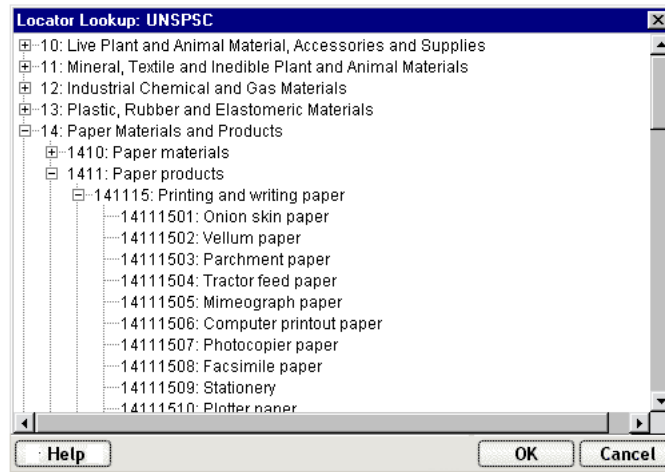 Locator Lookup: UNSPSC
10: Live Plant and Animal Material, Accessories and Supplies
11: Mineral, Textile and Inedible Plant and Animal Materials
12: Industrial Chemical and Gas Materials
13: Plastic, Rubber and Elastomeric Materials
14: Paper Materials and Products
1410: Paper materials
1411: Paper products
141115: Printing and writing paper
14111501: Onion skin paper
14111502: Vellum paper
14111503: Parchment paper
14111504: Tractor feed paper
14111505: Mimeograph paper
14111506: Computer printout paper
14111507: Photocopier paper
14111508: Facsimile paper
14111509: Stationery
14111510: Plotter paper
Help OK Cancel